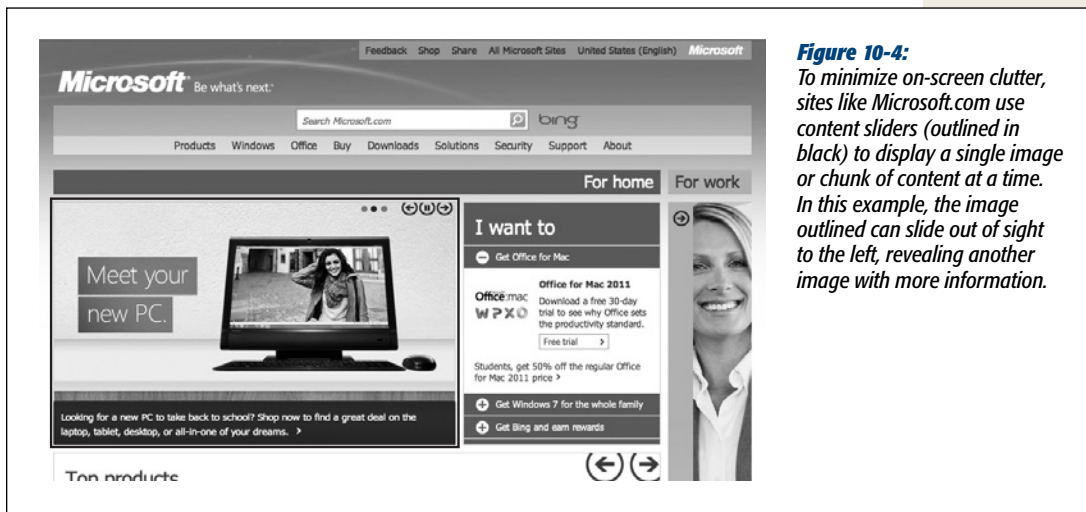 Feedback Shop Share All Microsoft Sites United States (English) Microsoft
Microsoft Be what's next.
Search Microsoft.com bing
Products Windows Office Buy Downloads Solutions Security Support About
For home For work
Meet your
new PC.
Looking for a new PC to take back to school? Shop now to find a great deal on the
laptop, tablet, desktop, or all-in-one of your dreams. >
I want to
Get Office for Mac
Office:mac
W P X O
Office for Mac 2011
Download a free 30-day
trial to see why Office sets
the productivity standard.
Free trial >
Students, get 50% off the regular Office
for Mac 2011 price >
Get Windows 7 for the whole family
Get Bing and earn rewards
Top products
Figure 10-4:
To minimize on-screen clutter,
sites like Microsoft.com use
content sliders (outlined in
black) to display a single image
or chunk of content at a time.
In this example, the image
outlined can slide out of sight
to the left, revealing another
image with more information.